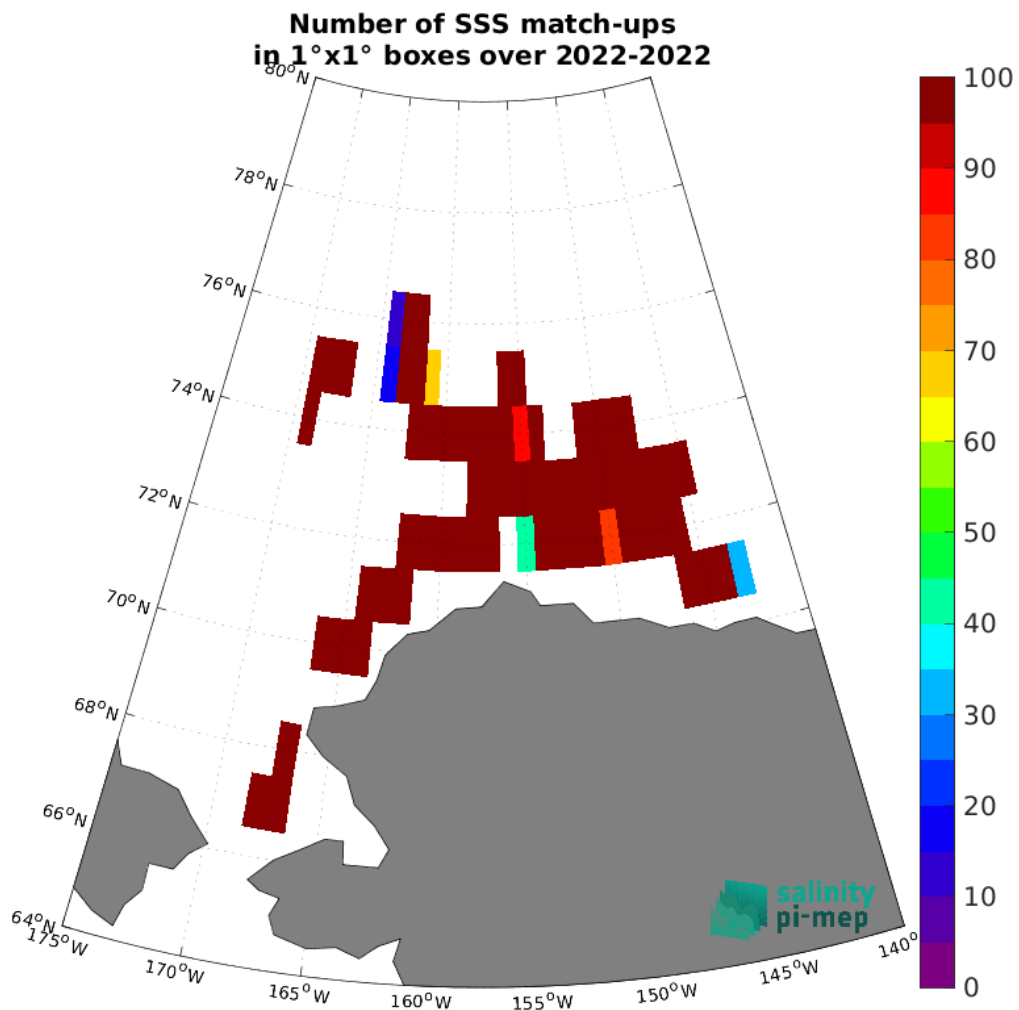 Number of SSS match-ups
in 1°x1° boxes over 2022-2022
80°N
78°N
76°N
74°N
72°N
70°N
68°N
66°N
64°N
175°W
170°W
165°W
160°W
155°W
150°W
145°W
140°
100
90
80
70
60
50
40
30
20
10
0
salinity
pi-mep